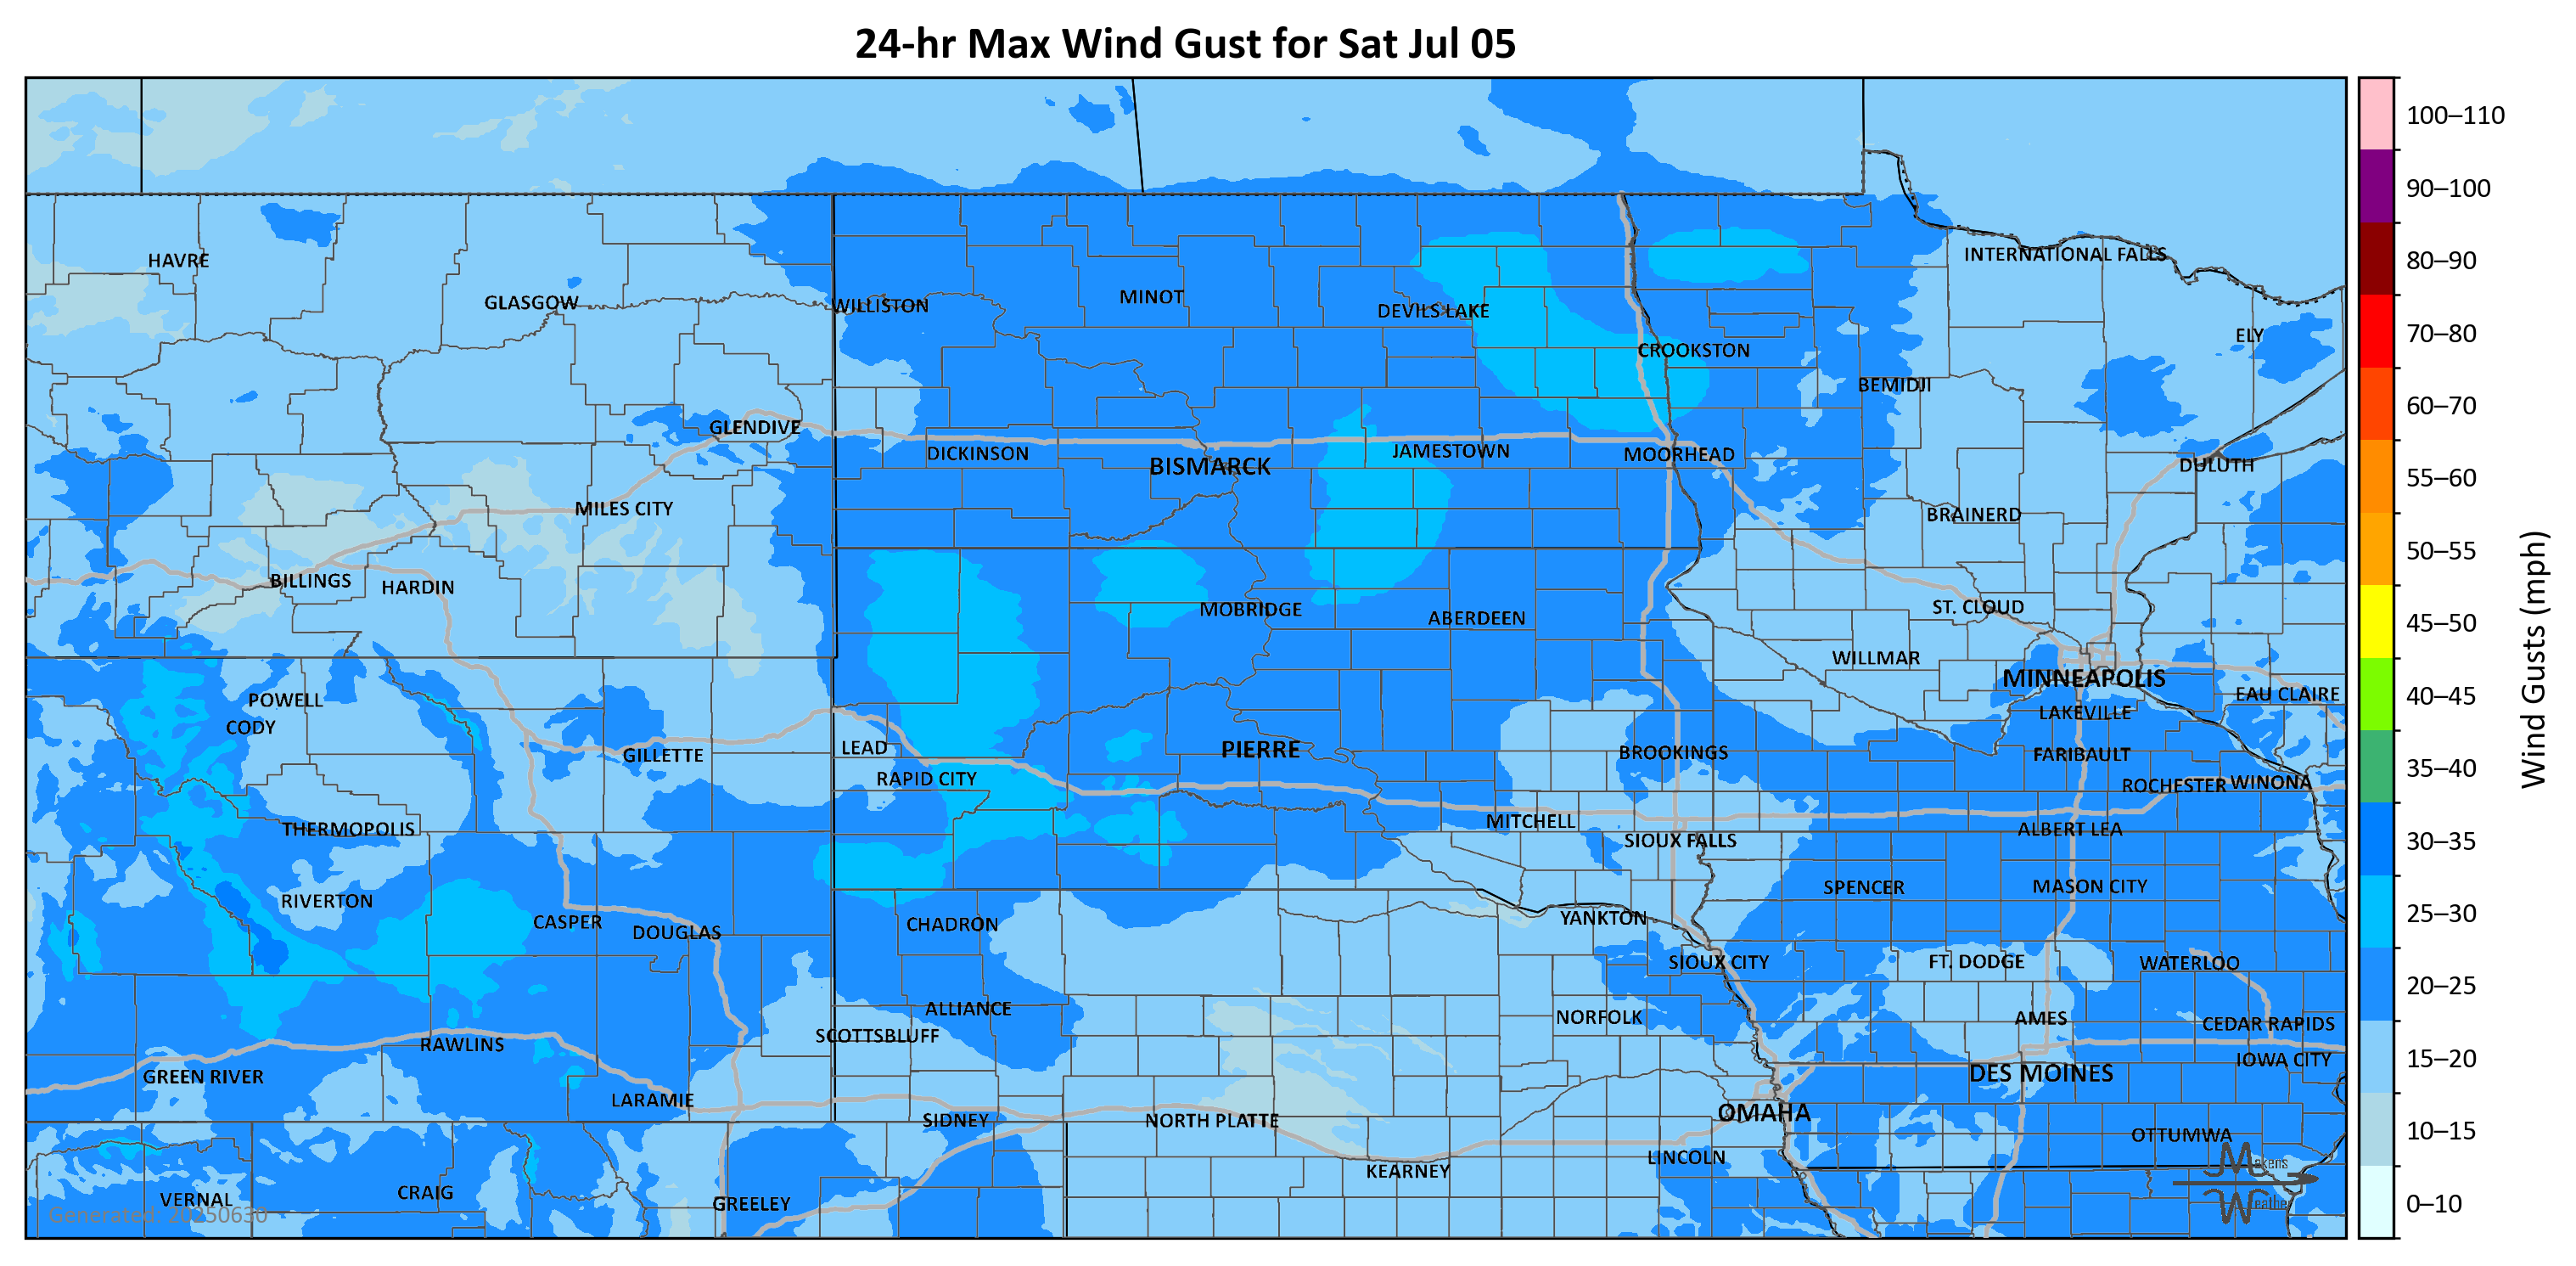 24-hr Max Wind Gust for Sat Jul 05
100–110
90–100
80–90
70–80
60–70
55–60
50–55
45–50
40–45
35–40
30–35
25–30
20–25
15–20
10–15
0–10
Wind Gusts (mph)
HAVRE
INTERNATIONAL FALLS
GLASGOW
WILLISTON
MINOT
DEVILS LAKE
ELY
CROOKSTON
BEMIDJI
GLENDIVE
DICKINSON
BISMARCK
JAMESTOWN
MOORHEAD
DULUTH
MILES CITY
BRAINERD
BILLINGS
HARDIN
MOBRIDGE
ABERDEEN
ST. CLOUD
WILLMAR
MINNEAPOLIS
POWELL
EAU CLAIRE
CODY
LAKEVILLE
GILLETTE
LEAD
PIERRE
BROOKINGS
FARIBAULT
RAPID CITY
ROCHESTER
WINONA
THERMOPOLIS
MITCHELL
SIOUX FALLS
ALBERT LEA
RIVERTON
SPENCER
MASON CITY
CASPER
DOUGLAS
CHADRON
YANKTON
SIOUX CITY
FT. DODGE
WATERLOO
ALLIANCE
NORFOLK
AMES
CEDAR RAPIDS
RAWLINS
SCOTTSBLUFF
IOWA CITY
GREEN RIVER
DES MOINES
LARAMIE
SIDNEY
NORTH PLATTE
OMAHA
OTTUMWA
KEARNEY
LINCOLN
VERNAL
CRAIG
GREELEY
Generated: 20250630
Makens
Weather